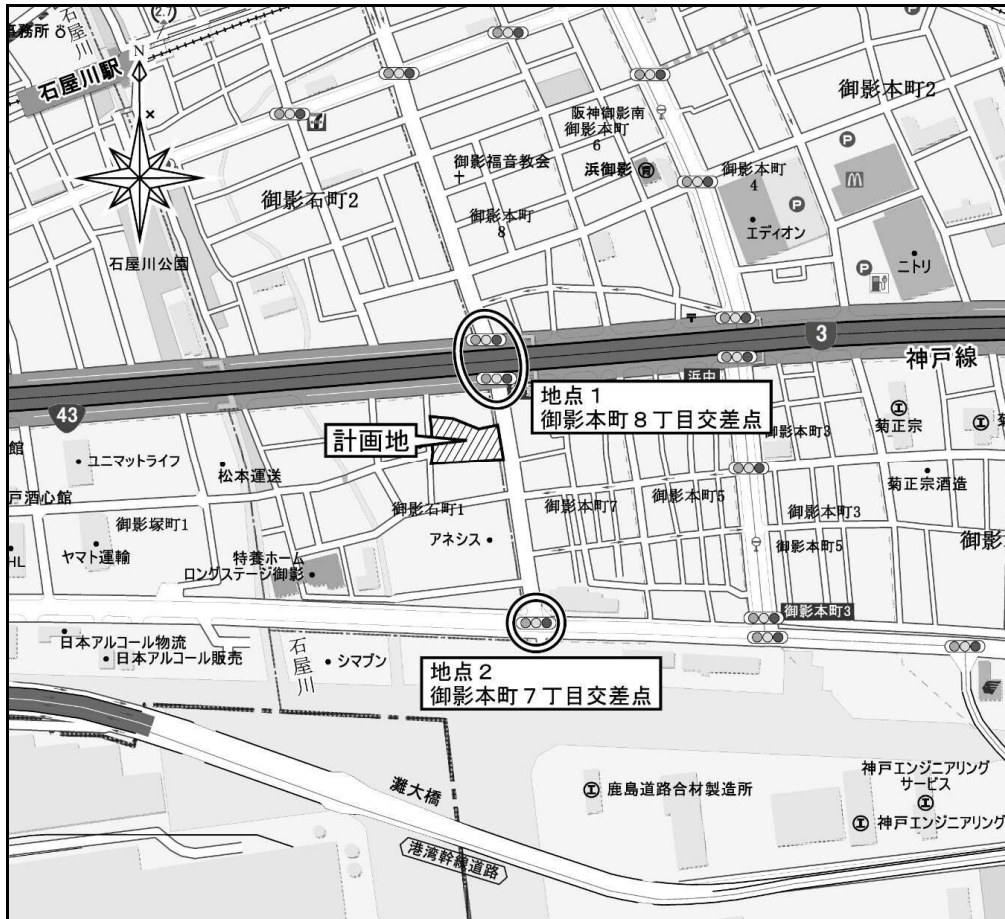 2.7
事務所
石屋川
石屋川駅
N
御影石町2
石屋川公園
御影福音教会
御影本町
8
阪神御影南
御影本町
6
浜御影
御影本町2
御影本町
4
エディオン
ニトリ
P
P
P
P
3
神戸線
43
浜中
地点1
御影本町8丁目交差点
計画地
ユニマットライフ
松本運送
戸酒心館
御影塚町1
ヤマト運輸
HL
御影石町1
アネシス
特養ホーム
ロングステージ御影
御影本町7
御影本町5
御影本町3
菊正宗
菊正宗酒造
御影本町3
御影本町5
御影本町3
地点2
御影本町7丁目交差点
日本アルコール物流
日本アルコール販売
石屋川
シマブン
灘大橋
港湾幹線道路
鹿島道路合材製造所
神戸エンジニアリング
サービス
神戸エンジニアリング